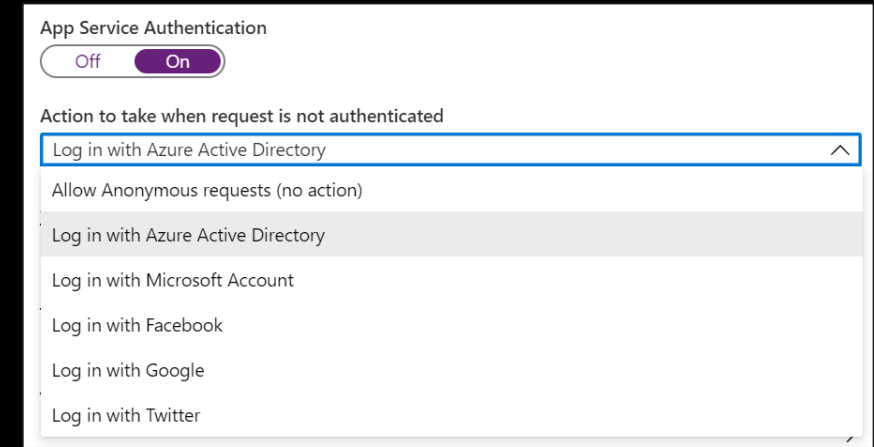 App Service Authentication
Off On
Action to take when request is not authenticated
Log in with Azure Active Directory
Allow Anonymous requests (no action)
Log in with Azure Active Directory
Log in with Microsoft Account
Log in with Facebook
Log in with Google
Log in with Twitter